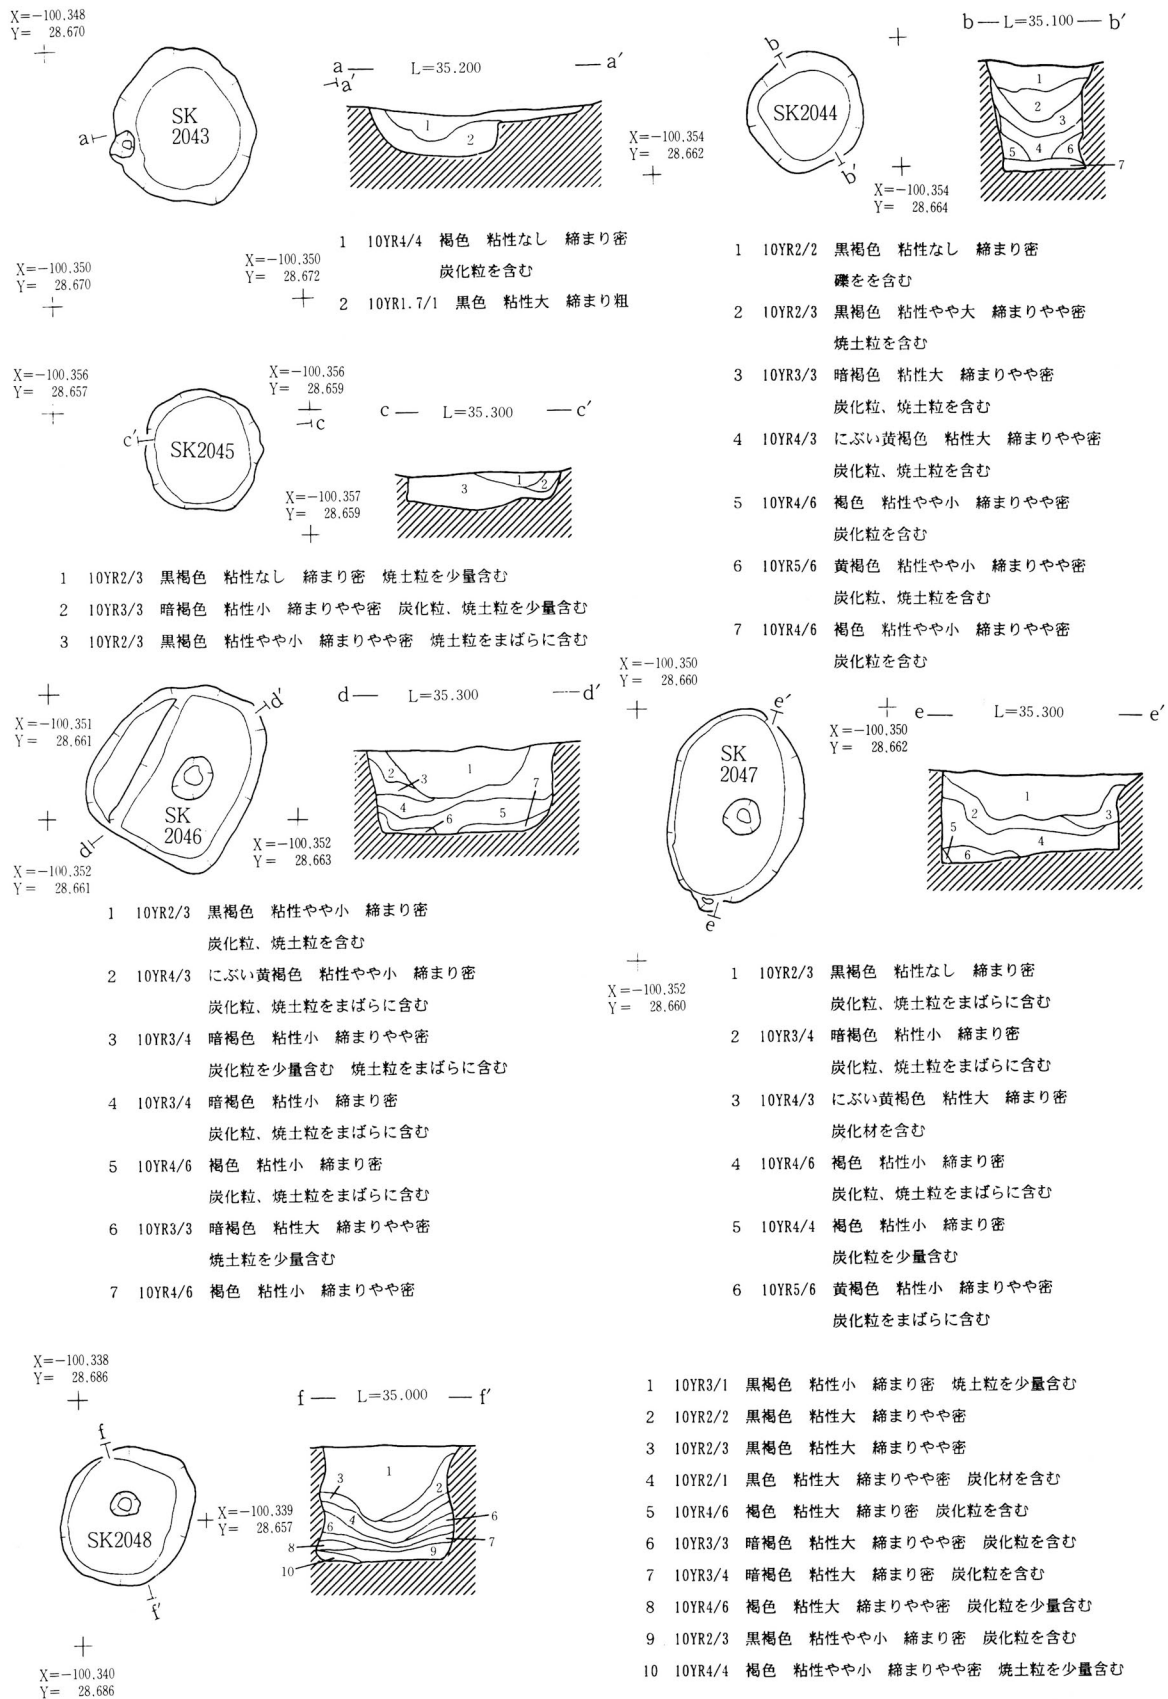 X=−100.348
Y= 28.670
SK
2043
a
a′
a — L=35.200 — a′
1
2
X=−100.350
Y= 28.670
X=−100.350
Y= 28.672
1 10YR4/4 褐色 粘性なし 締まり密
炭化粒を含む
2 10YR1.7/1 黒色 粘性大 締まり粗
X=−100.354
Y= 28.662
b
SK2044
b′
X=−100.354
Y= 28.664
b — L=35.100 — b′
1
2
3
5 4 6
7
1 10YR2/2 黒褐色 粘性なし 締まり密
礫をを含む
2 10YR2/3 黒褐色 粘性やや大 締まりやや密
焼土粒を含む
3 10YR3/3 暗褐色 粘性大 締まりやや密
炭化粒、焼土粒を含む
4 10YR4/3 にぶい黄褐色 粘性大 締まりやや密
炭化粒、焼土粒を含む
5 10YR4/6 褐色 粘性やや小 締まりやや密
炭化粒を含む
6 10YR5/6 黄褐色 粘性やや小 締まりやや密
炭化粒、焼土粒を含む
7 10YR4/6 褐色 粘性やや小 締まりやや密
炭化粒を含む
X=−100.356
Y= 28.657
X=−100.356
Y= 28.659
c′
SK2045
c
X=−100.357
Y= 28.659
c — L=35.300 — c′
3 1 2
1 10YR2/3 黒褐色 粘性なし 締まり密 焼土粒を少量含む
2 10YR3/3 暗褐色 粘性小 締まりやや密 炭化粒、焼土粒を少量含む
3 10YR2/3 黒褐色 粘性やや小 締まりやや密 焼土粒をまばらに含む
X=−100.351
Y= 28.661
d′
SK
2046
d
X=−100.352
Y= 28.661
X=−100.352
Y= 28.663
d — L=35.300 — d′
1
2 3 7
4
6 5
1 10YR2/3 黒褐色 粘性やや小 締まり密
炭化粒、焼土粒を含む
2 10YR4/3 にぶい黄褐色 粘性やや小 締まり密
炭化粒、焼土粒をまばらに含む
3 10YR3/4 暗褐色 粘性小 締まりやや密
炭化粒を少量含む 焼土粒をまばらに含む
4 10YR3/4 暗褐色 粘性小 締まり密
炭化粒、焼土粒をまばらに含む
5 10YR4/6 褐色 粘性小 締まり密
炭化粒、焼土粒をまばらに含む
6 10YR3/3 暗褐色 粘性大 締まりやや密
焼土粒を少量含む
7 10YR4/6 褐色 粘性小 締まりやや密
X=−100.350
Y= 28.660
e′
SK
2047
e
X=−100.350
Y= 28.662
X=−100.352
Y= 28.660
e — L=35.300 — e′
1
2 3
5 4
6
1 10YR2/3 黒褐色 粘性なし 締まり密
炭化粒、焼土粒をまばらに含む
2 10YR3/4 暗褐色 粘性小 締まり密
炭化粒、焼土粒をまばらに含む
3 10YR4/3 にぶい黄褐色 粘性大 締まり密
炭化材を含む
4 10YR4/6 褐色 粘性小 締まり密
炭化粒、焼土粒をまばらに含む
5 10YR4/4 褐色 粘性小 締まり密
炭化粒を少量含む
6 10YR5/6 黄褐色 粘性小 締まりやや密
炭化粒をまばらに含む
X=−100.338
Y= 28.686
f
SK2048
f′
X=−100.339
Y= 28.657
X=−100.340
Y= 28.686
f — L=35.000 — f′
1
3 2
4
6 6
8 7
9
10
1 10YR3/1 黒褐色 粘性小 締まり密 焼土粒を少量含む
2 10YR2/2 黒褐色 粘性大 締まりやや密
3 10YR2/3 黒褐色 粘性大 締まりやや密
4 10YR2/1 黒色 粘性大 締まりやや密 炭化材を含む
5 10YR4/6 褐色 粘性大 締まり密 炭化粒を含む
6 10YR3/3 暗褐色 粘性大 締まりやや密 炭化粒を含む
7 10YR3/4 暗褐色 粘性大 締まり密 炭化粒を含む
8 10YR4/6 褐色 粘性大 締まりやや密 炭化粒を少量含む
9 10YR2/3 黒褐色 粘性やや小 締まり密 炭化粒を含む
10 10YR4/4 褐色 粘性やや小 締まりやや密 焼土粒を少量含む